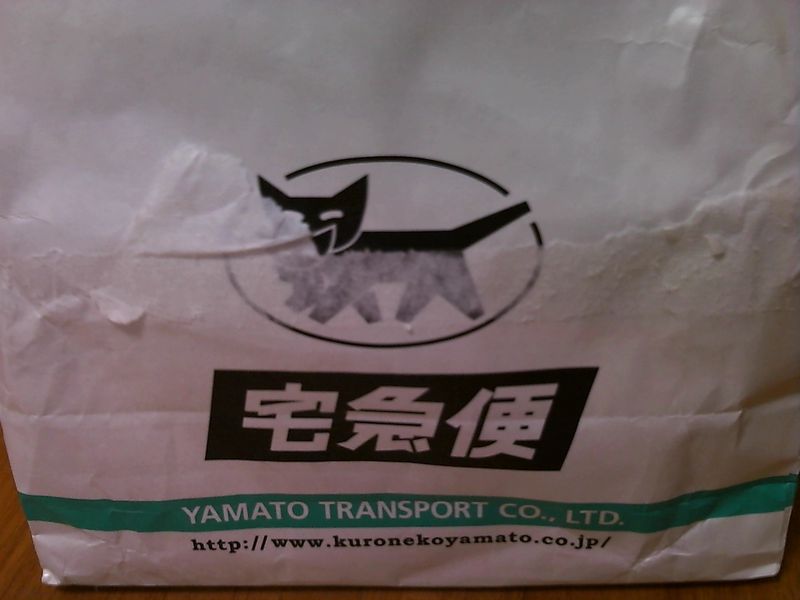 宅急便
YAMATO TRANSPORT CO., LTD.
http://www.kuronekoyamato.co.jp/